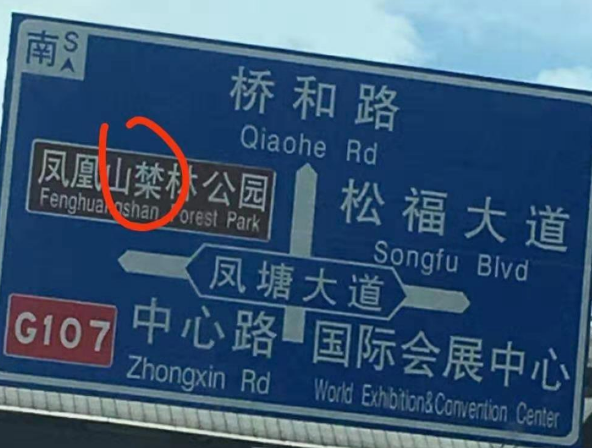 南 S
桥和路
Qiaohe Rd
凤凰山 林公园
Fenghuangshan Forest Park
松福大道
Songfu Blvd
凤塘大道
G107
中心路
Zhongxin Rd
国际会展中心
World Exhibition&Convention Center